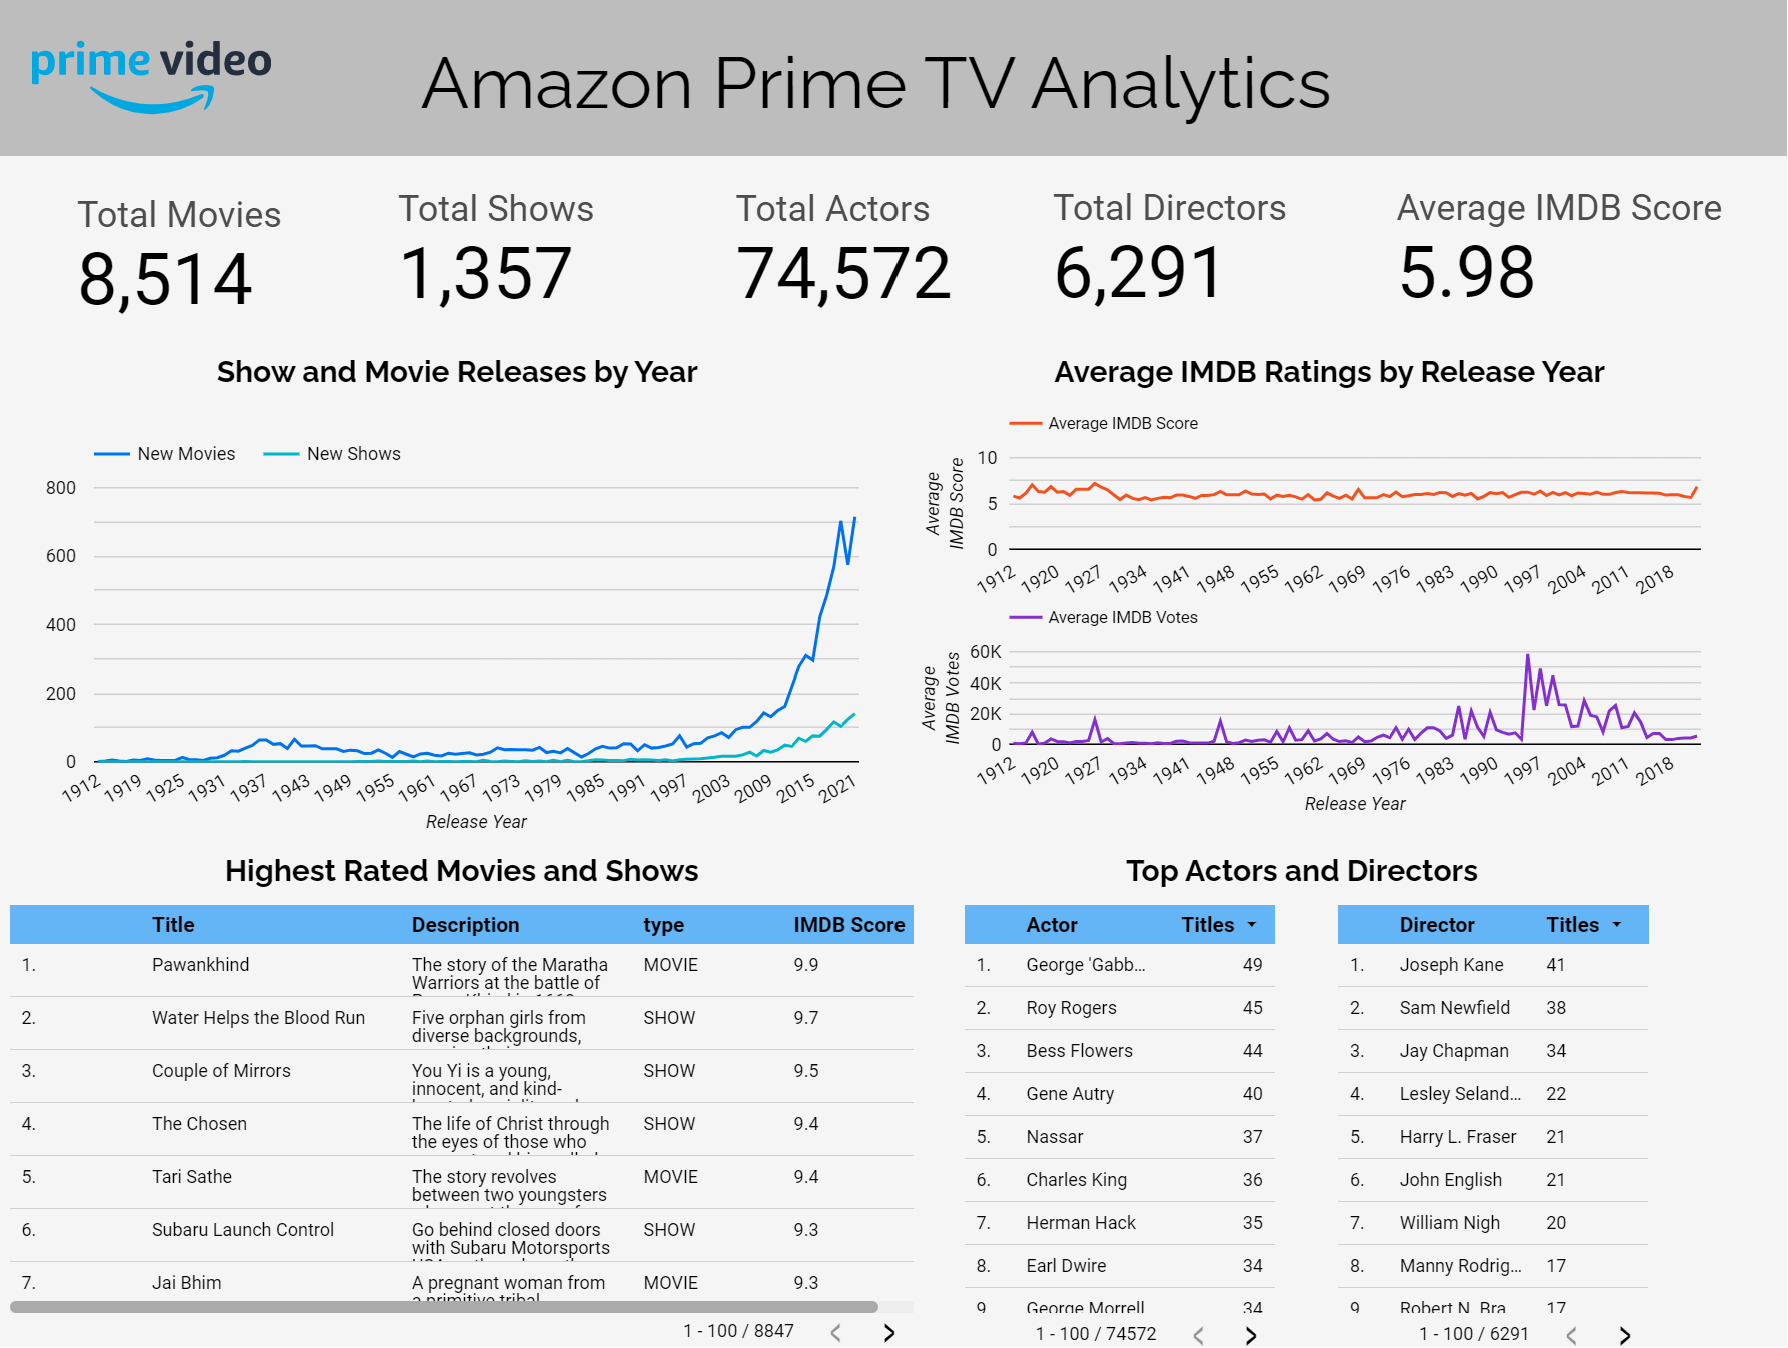 prime video
Amazon Prime TV Analytics
Total Movies
8,514
Total Shows
1,357
Total Actors
74,572
Total Directors
6,291
Average IMDB Score
5.98
Show and Movie Releases by Year
New Movies New Shows
800
600
400
200
0
1912 1919 1925 1931 1937 1943 1949 1955 1961 1967 1973 1979 1985 1991 1997 2003 2009 2015 2021
Release Year
Average IMDB Ratings by Release Year
Average IMDB Score
Average
IMDB Score
10
5
0
1912 1920 1927 1934 1941 1948 1955 1962 1969 1976 1983 1990 1997 2004 2011 2018
Average IMDB Votes
Average
IMDB Votes
60K
40K
20K
0
1912 1920 1927 1934 1941 1948 1955 1962 1969 1976 1983 1990 1997 2004 2011 2018
Release Year
Highest Rated Movies and Shows
Title Description type IMDB Score
1. Pawankhind The story of the Maratha MOVIE 9.9
Warriors at the battle of
2. Water Helps the Blood Run Five orphan girls from SHOW 9.7
diverse backgrounds,
3. Couple of Mirrors You Yi is a young, SHOW 9.5
innocent, and kind-
4. The Chosen The life of Christ through SHOW 9.4
the eyes of those who
5. Tari Sathe The story revolves MOVIE 9.4
between two youngsters
6. Subaru Launch Control Go behind closed doors SHOW 9.3
with Subaru Motorsports
7. Jai Bhim A pregnant woman from MOVIE 9.3
a primitive tribal
1 - 100 / 8847
Top Actors and Directors
Actor Titles
1. George 'Gabb... 49
2. Roy Rogers 45
3. Bess Flowers 44
4. Gene Autry 40
5. Nassar 37
6. Charles King 36
7. Herman Hack 35
8. Earl Dwire 34
9. George Morrell 34
1 - 100 / 74572
Director Titles
1. Joseph Kane 41
2. Sam Newfield 38
3. Jay Chapman 34
4. Lesley Seland... 22
5. Harry L. Fraser 21
6. John English 21
7. William Nigh 20
8. Manny Rodrig... 17
9. Robert N. Bra... 17
1 - 100 / 6291